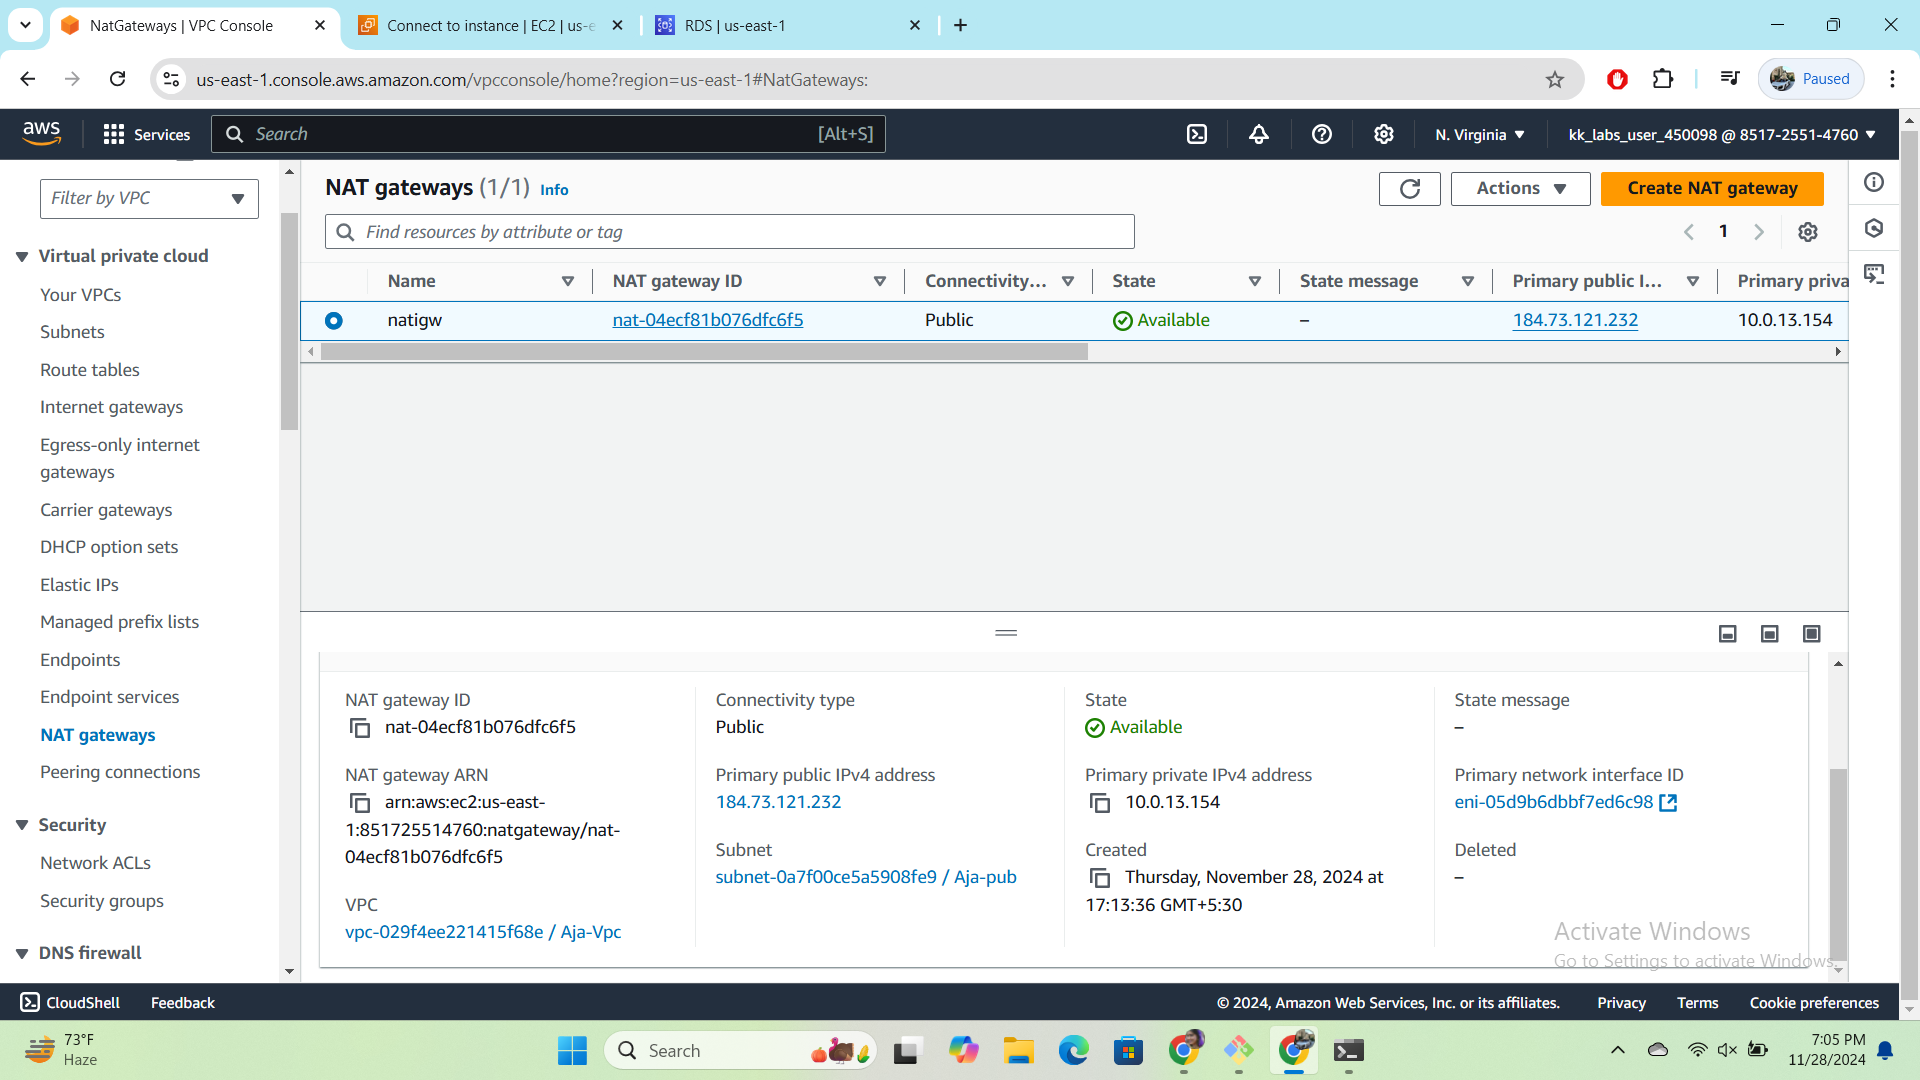 NatGateways | VPC Console
Connect to instance | EC2 | us-e
RDS | us-east-1
us-east-1.console.aws.amazon.com/vpcconsole/home?region=us-east-1#NatGateways:
Paused
aws
Services
Search
[Alt+S]
N. Virginia
kk_labs_user_450098 @ 8517-2551-4760
Filter by VPC
Virtual private cloud
Your VPCs
Subnets
Route tables
Internet gateways
Egress-only internet
gateways
Carrier gateways
DHCP option sets
Elastic IPs
Managed prefix lists
Endpoints
Endpoint services
NAT gateways
Peering connections
Security
Network ACLs
Security groups
DNS firewall
NAT gateways (1/1) Info
Actions
Create NAT gateway
Find resources by attribute or tag
1
Name
NAT gateway ID
Connectivity...
State
State message
Primary public I...
Primary priva
natigw
nat-04ecf81b076dfc6f5
Public
Available
–
184.73.121.232
10.0.13.154
NAT gateway ID
nat-04ecf81b076dfc6f5
Connectivity type
Public
State
Available
State message
–
NAT gateway ARN
arn:aws:ec2:us-east-
1:851725514760:natgateway/nat-
04ecf81b076dfc6f5
Primary public IPv4 address
184.73.121.232
Primary private IPv4 address
10.0.13.154
Primary network interface ID
eni-05d9b6dbbf7ed6c98
VPC
vpc-029f4ee221415f68e / Aja-Vpc
Subnet
subnet-0a7f00ce5a5908fe9 / Aja-pub
Created
Thursday, November 28, 2024 at
17:13:36 GMT+5:30
Deleted
–
Activate Windows
Go to Settings to activate Windows.
CloudShell
Feedback
© 2024, Amazon Web Services, Inc. or its affiliates.
Privacy
Terms
Cookie preferences
73°F
Haze
Search
7:05 PM
11/28/2024